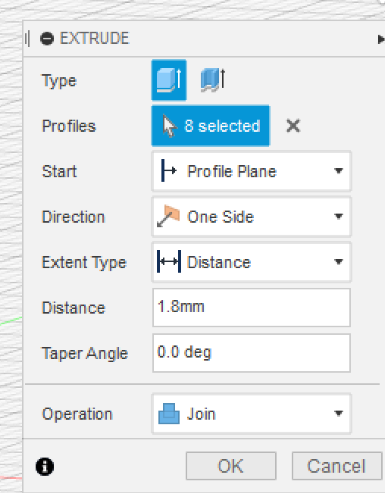 EXTRUDE
Type
Profiles 8 selected
Start Profile Plane
Direction One Side
Extent Type Distance
Distance 1.8mm
Taper Angle 0.0 deg
Operation Join
OK Cancel